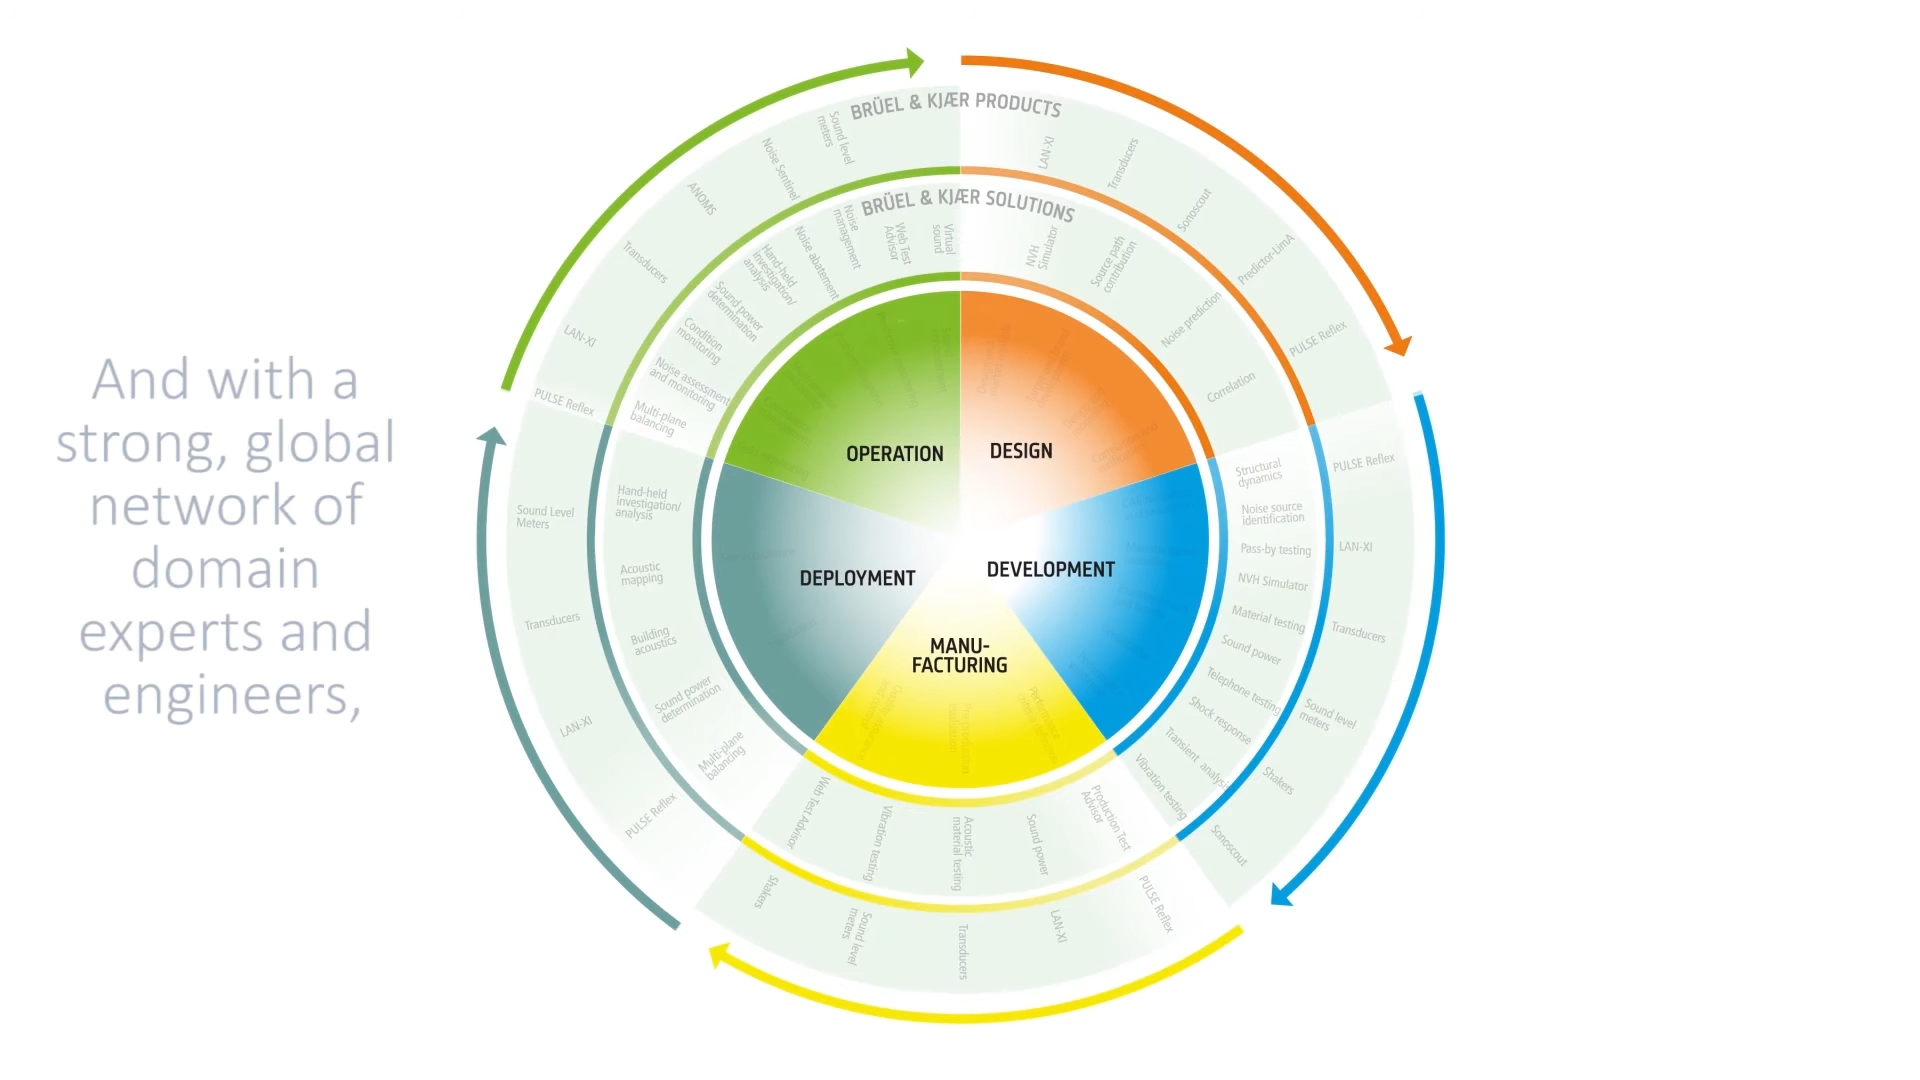 And with a
strong, global
network of
domain
experts and
engineers,
BRÜEL & KJÆR PRODUCTS
LAN-XI
Transducers
Sonoscout
Predictor-LimA
PULSE Reflex
PULSE Reflex
LAN-XI
Transducers
Sound level
meters
Shakers
Sonoscout
PULSE Reflex
LAN-XI
Transducers
Sound level
meters
Shakers
PULSE Reflex
LAN-XI
Transducers
Sound Level
Meters
PULSE Reflex
LAN-XI
Transducers
ANOMS
Noise Sentinel
Sound level
meters
BRÜEL & KJÆR SOLUTIONS
NVH
Simulator
Source path
contribution
Noise prediction
Correlation
Structural
dynamics
Noise source
identification
Pass-by testing
NVH Simulator
Material testing
Sound power
Telephone testing
Shock response
Transient analysis
Vibration testing
Production Test
Advisor
Sound power
Acoustic
material testing
Vibration testing
Web Test Advisor
Multi-plane
balancing
Sound power
determination
Building
acoustics
Acoustic
mapping
Hand-held
investigation/
analysis
Multi-plane
balancing
Noise assessment
and monitoring
Condition
monitoring
Sound power
determination
Hand-held
investigation/
analysis
Noise abatement
Noise
management
Web Test
Advisor
Virtual
sound
OPERATION
DESIGN
DEVELOPMENT
MANU-
FACTURING
DEPLOYMENT